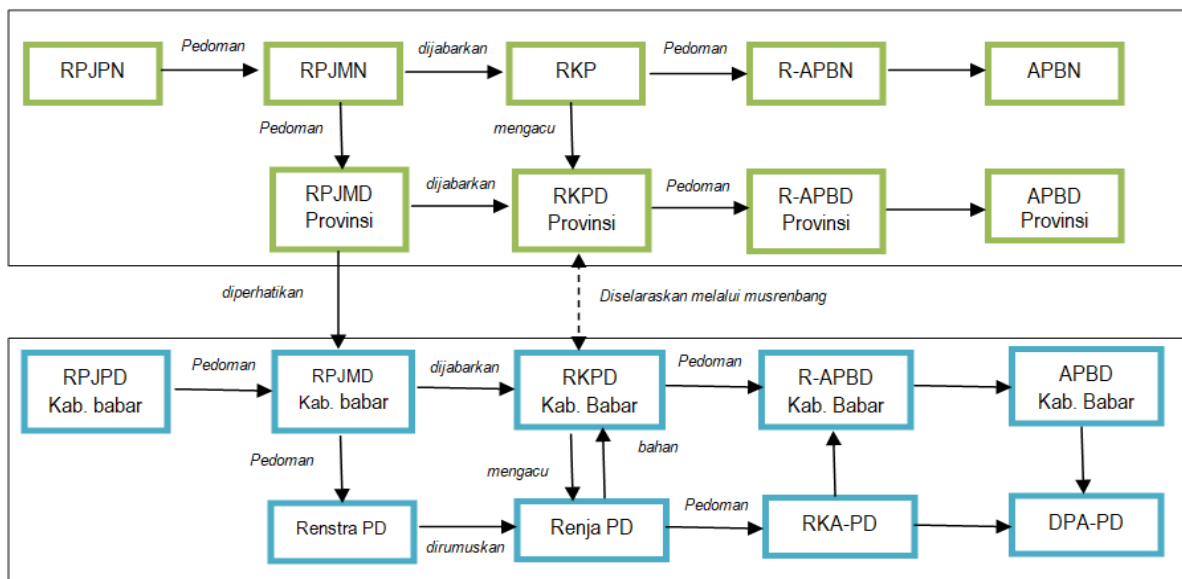 Pedoman
dijabarkan
Pedoman
RPJPN
RPJMN
RKP
R-APBN
APBN
Pedoman
mengacu
RPJMD
Provinsi
dijabarkan
RKPD
Provinsi
Pedoman
R-APBD
Provinsi
APBD
Provinsi
diperhatikan
Diselaraskan melalui musrenbang
RPJPD
Kab. babar
Pedoman
RPJMD
Kab. babar
dijabarkan
RKPD
Kab. Babar
Pedoman
R-APBD
Kab. Babar
APBD
Kab. Babar
Pedoman
mengacu
bahan
Renstra PD
dirumuskan
Renja PD
Pedoman
RKA-PD
DPA-PD